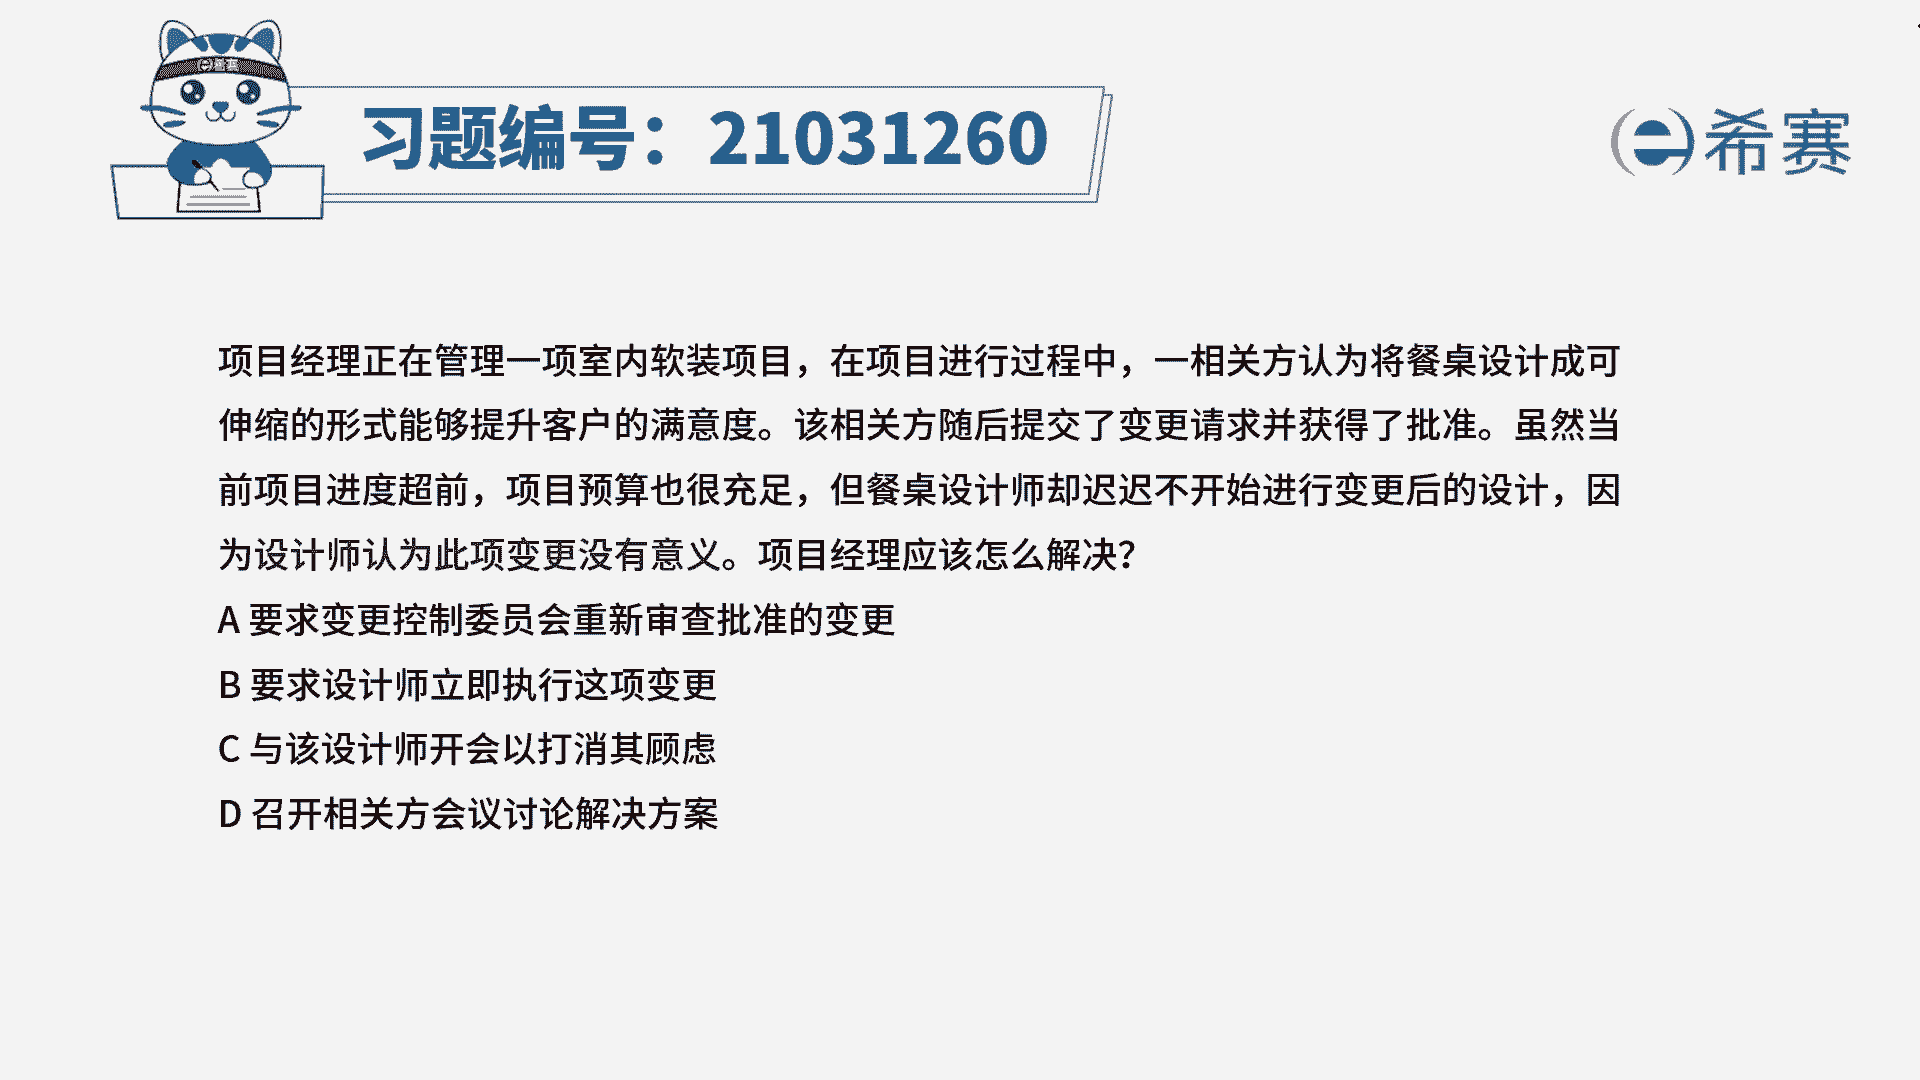 希赛
习题编号：21031260
希赛
项目经理正在管理一项室内软装项目，在项目进行过程中，一相关方认为将餐桌设计成可
伸缩的形式能够提升客户的满意度。该相关方随后提交了变更请求并获得了批准。虽然当
前项目进度超前，项目预算也很充足，但餐桌设计师却迟迟不开始进行变更后的设计，因
为设计师认为此项变更没有意义。项目经理应该怎么解决？
A 要求变更控制委员会重新审查批准的变更
B 要求设计师立即执行这项变更
C 与该设计师开会以打消其顾虑
D 召开相关方会议讨论解决方案